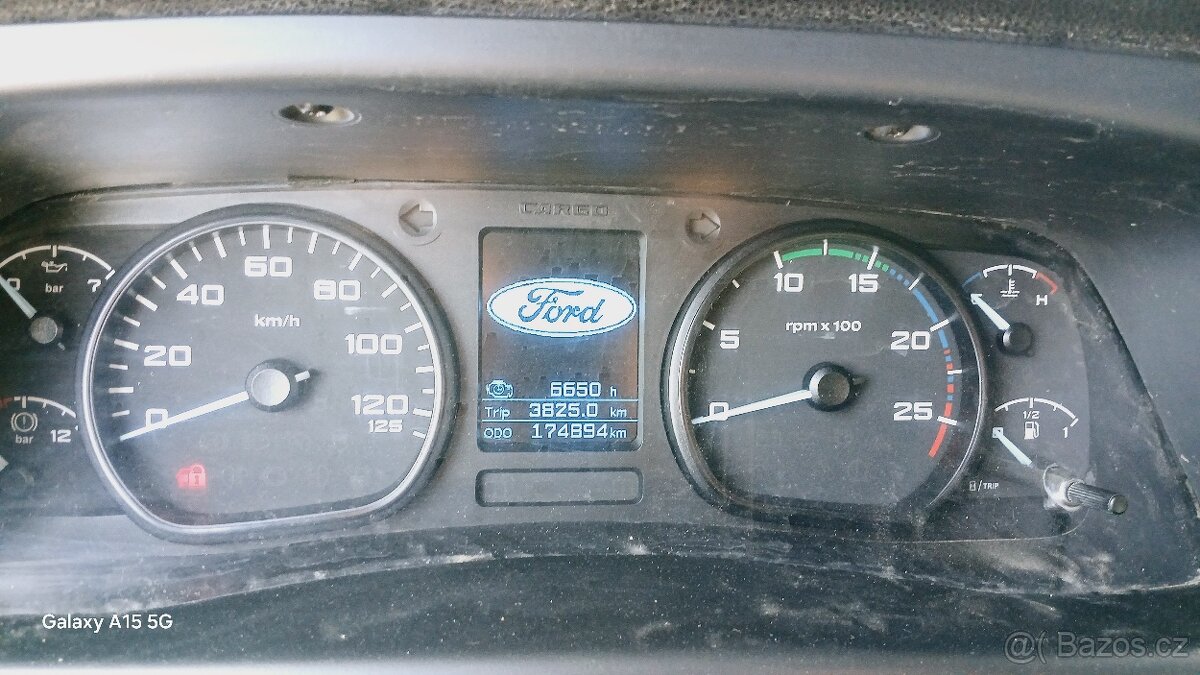 CARGO
0 7
bar
bar
12
0 20 40 60 80 100 120 125
km/h
Ford
6650 h
Trip 3825.0 km
ODO 174894 km
0 5 10 15 20 25
rpm x 100
H
0 1/2 1
/ TRIP
Galaxy A15 5G
@( Bazos.cz